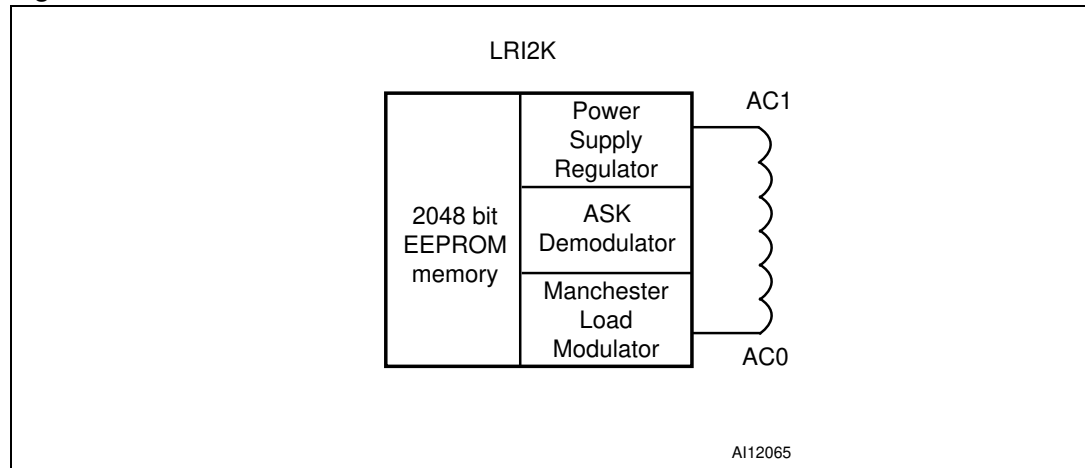 LRI2K
AC1
Power
Supply
Regulator
2048 bit
EEPROM
memory
ASK
Demodulator
Manchester
Load
Modulator
AC0
AI12065